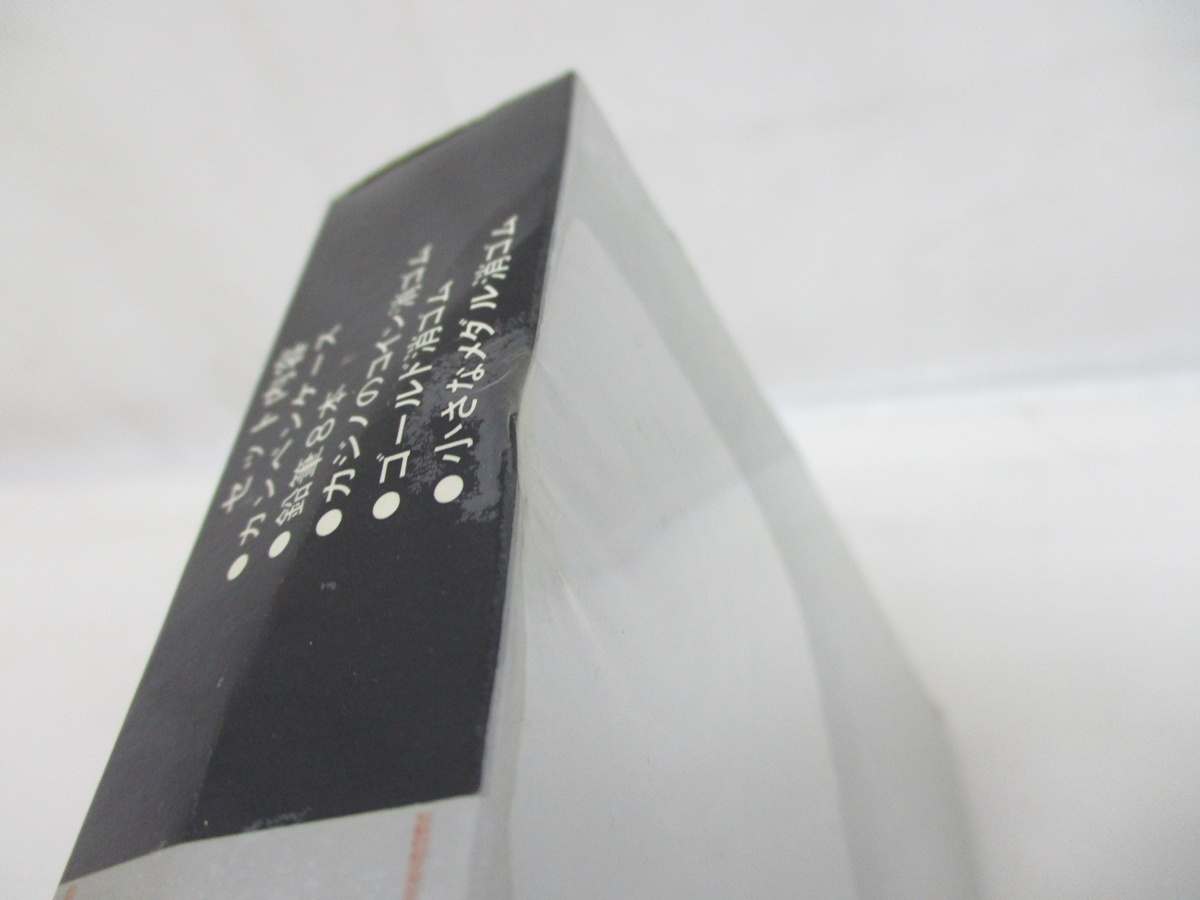 セット内容
●カンペンケース
●鉛筆8本
●カジノのコイン消ゴム
●ゴールド消ゴム
●小さなメダル消ゴム